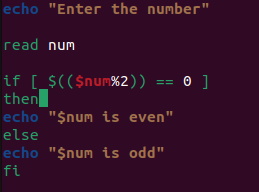 echo "Enter the number"
read num
if [ $(($num%2)) == 0 ]
then
echo "$num is even"
else
echo "$num is odd"
fi